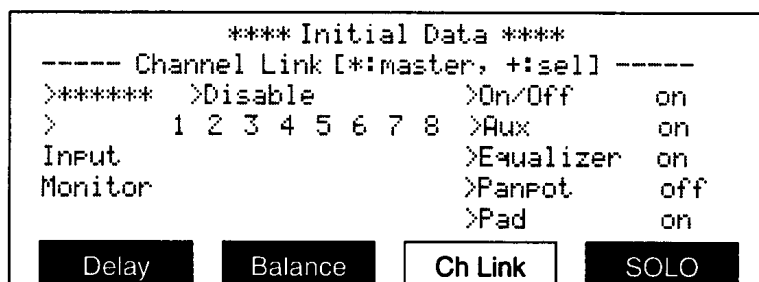 **** Initial Data ****
----- Channel Link [*:master, +:sel] -----
>****** >Disable >On/Off on
> 1 2 3 4 5 6 7 8 >Aux on
Input >Equalizer on
Monitor >Panpot off
>Pad on
Delay Balance Ch Link SOLO